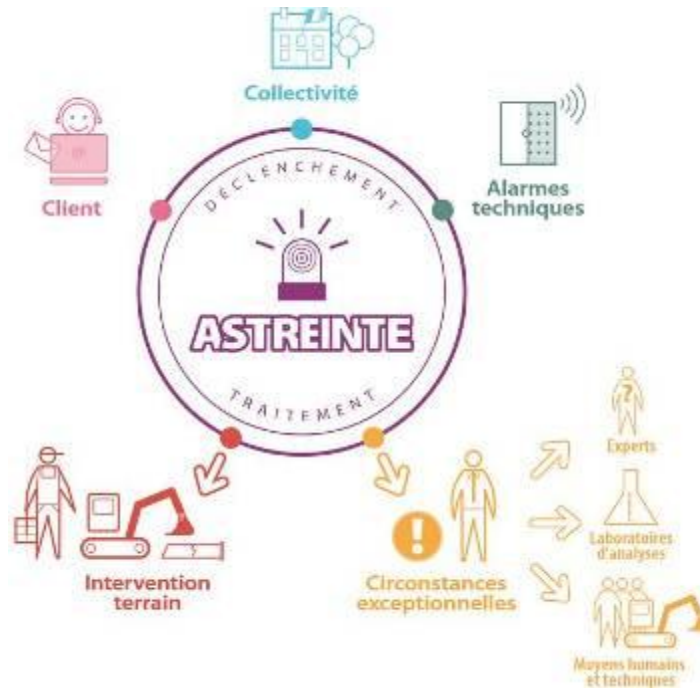 Collectivité
Client
Alarmes
techniques
DÉCLENCHEMENT
ASTREINTE
TRAITEMENT
Intervention
terrain
Circonstances
exceptionnelles
?
Experts
!
Laboratoires
d'analyses
Moyens humains
et techniques